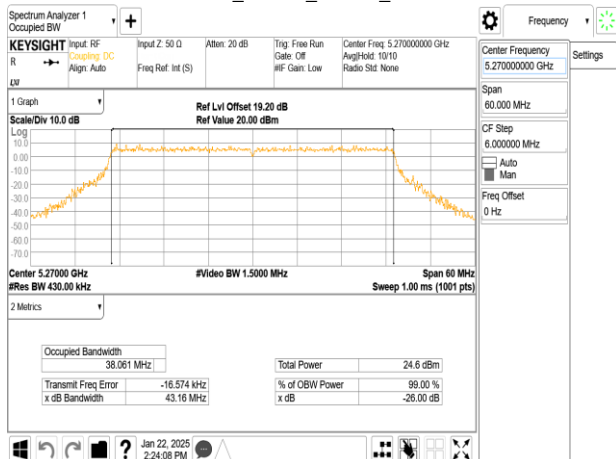 Spectrum Analyzer 1
Occupied BW
Frequency
KEYSIGHT
R
LXI
Input: RF
Coupling: DC
Align: Auto
Input Z: 50 Ω
Freq Ref: Int (S)
Atten: 20 dB
Trig: Free Run
Gate: Off
#IF Gain: Low
Center Freq: 5.270000000 GHz
Avg|Hold: 10/10
Radio Std: None
Center Frequency
5.270000000 GHz
Settings
Span
60.000 MHz
CF Step
6.000000 MHz
Auto
Man
Freq Offset
0 Hz
1 Graph
Scale/Div 10.0 dB
Ref Lvl Offset 19.20 dB
Ref Value 20.00 dBm
Log
10.0
0.00
-10.0
-20.0
-30.0
-40.0
-50.0
-60.0
-70.0
Center 5.27000 GHz
#Res BW 430.00 kHz
#Video BW 1.5000 MHz
Span 60 MHz
Sweep 1.00 ms (1001 pts)
2 Metrics
Occupied Bandwidth
38.061 MHz
Total Power 24.6 dBm
Transmit Freq Error -16.574 kHz
% of OBW Power 99.00 %
x dB Bandwidth 43.16 MHz
x dB -26.00 dB
?
Jan 22, 2025
2:24:08 PM